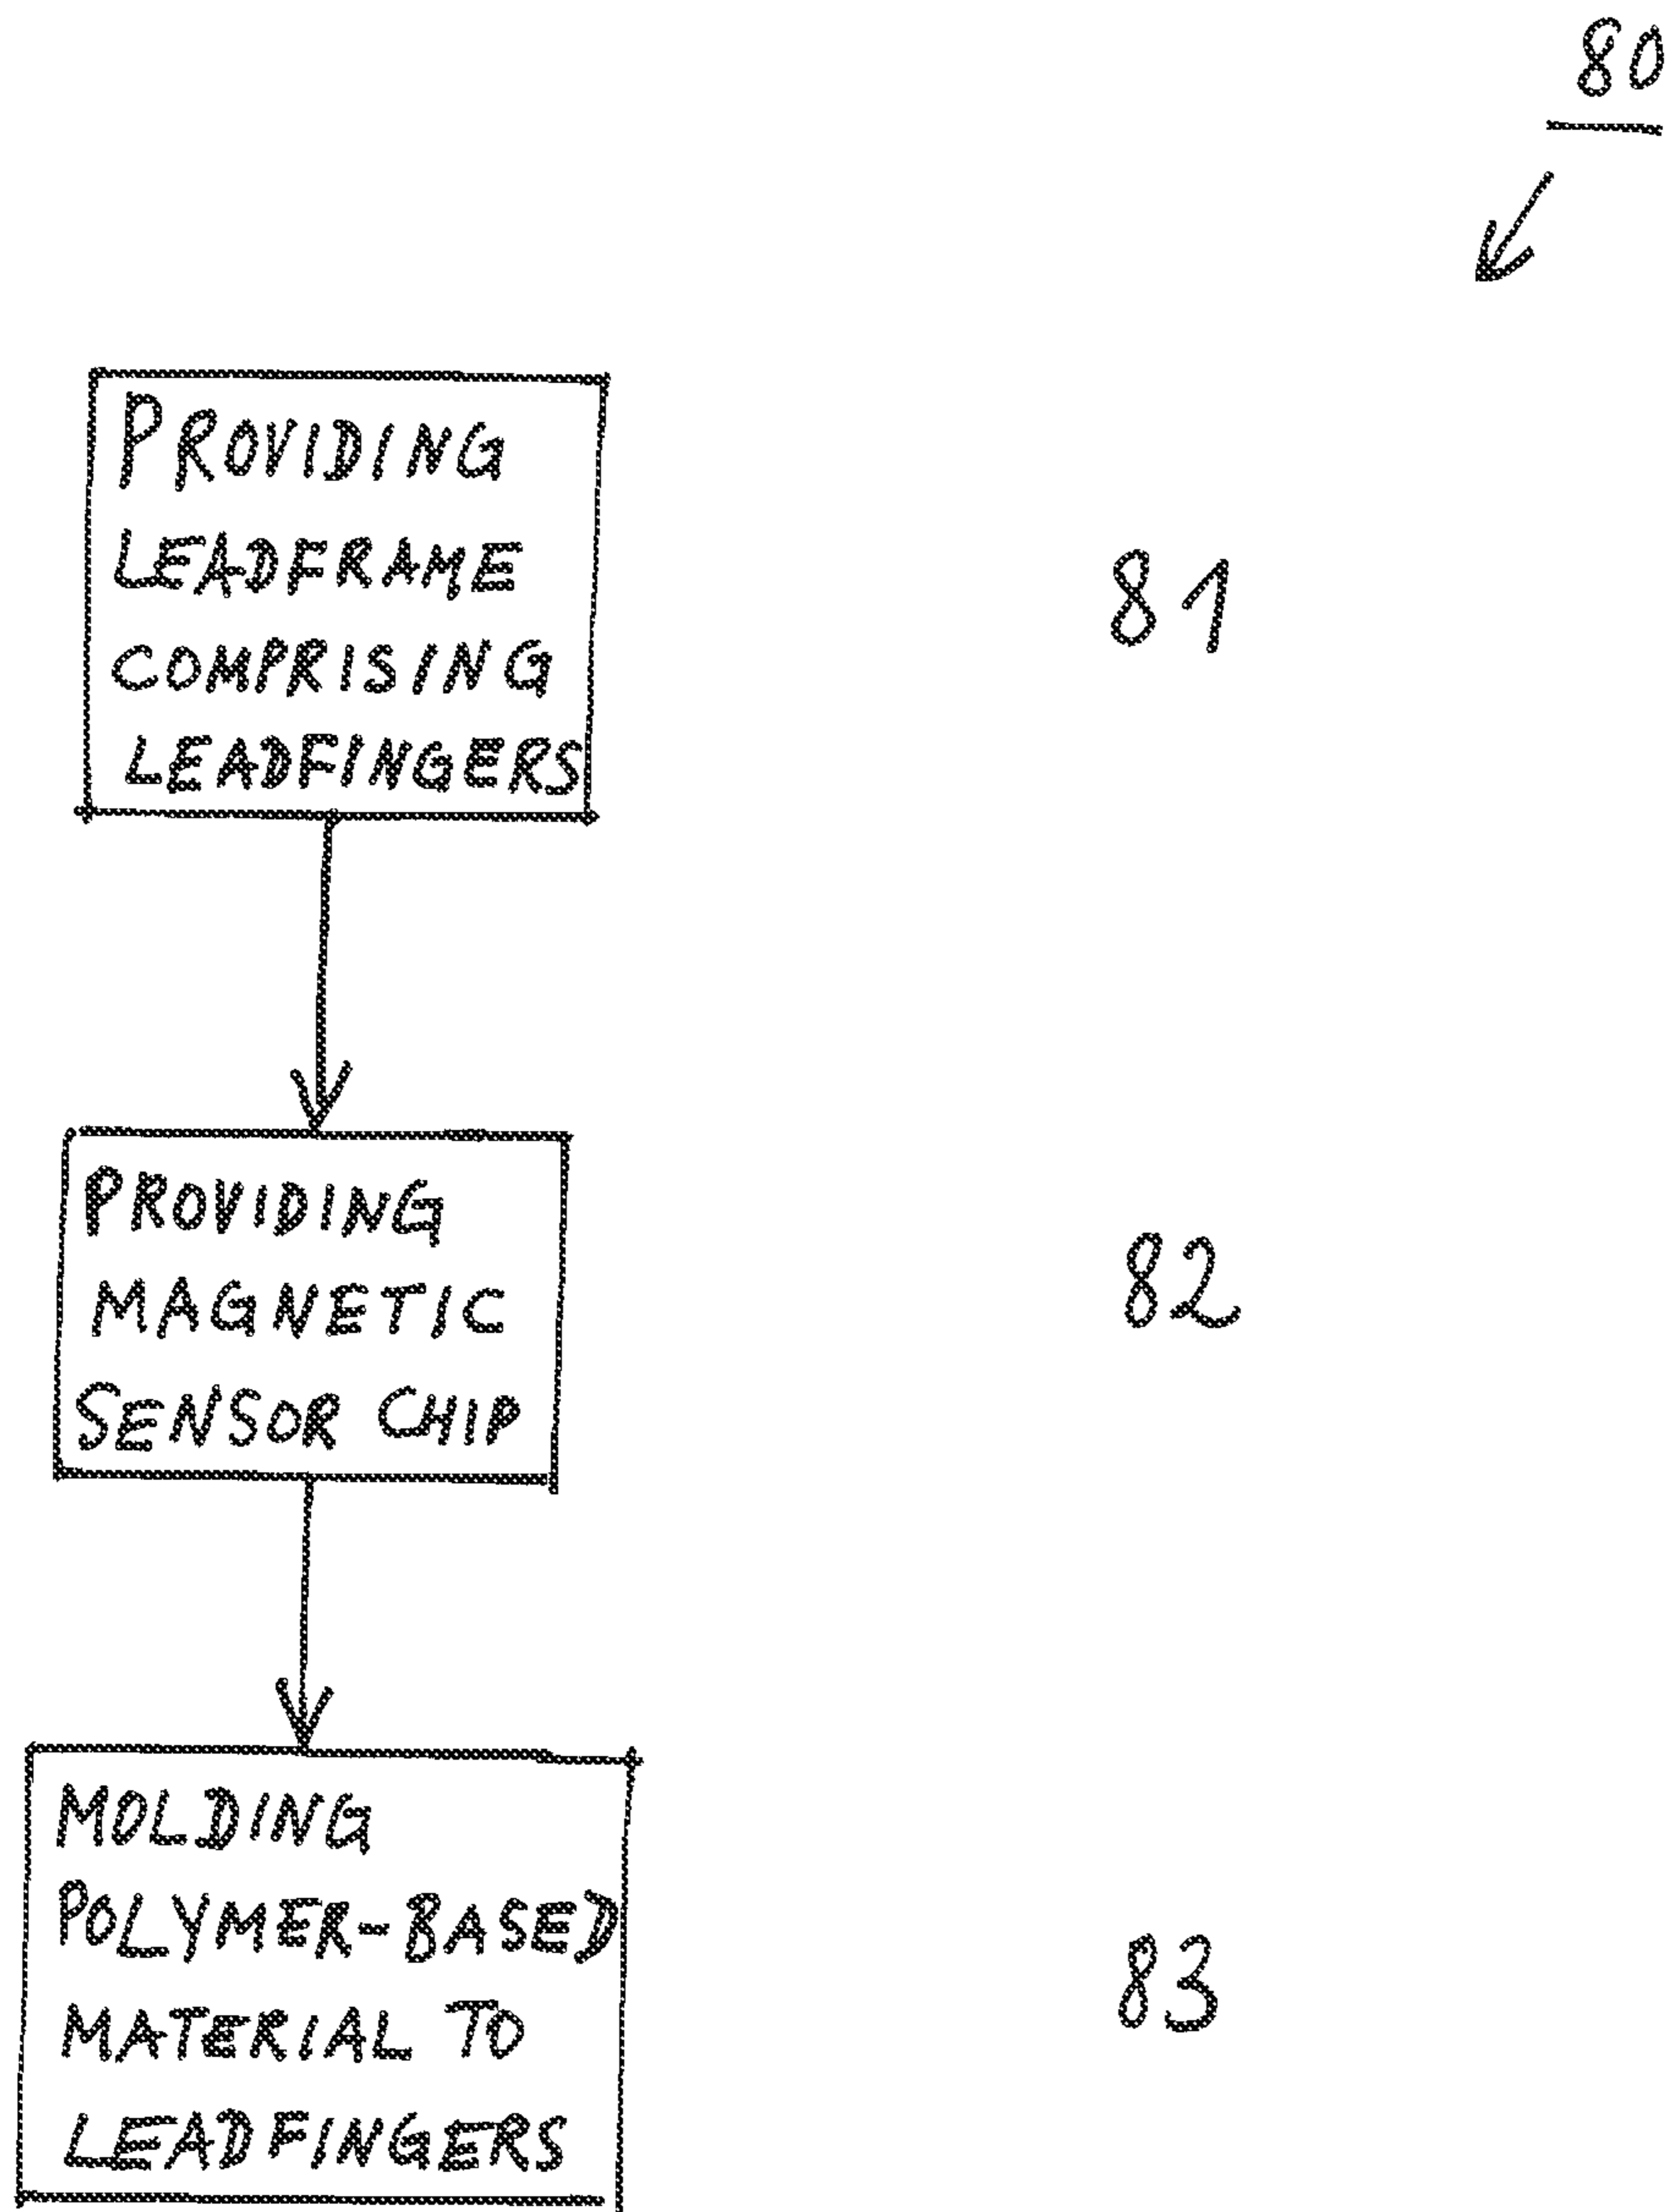 80
PROVIDING
LEADFRAME
COMPRISING
LEADFINGERS
81
PROVIDING
MAGNETIC
SENSOR CHIP
82
MOLDING
POLYMER-BASED
MATERIAL TO
LEADFINGERS
83